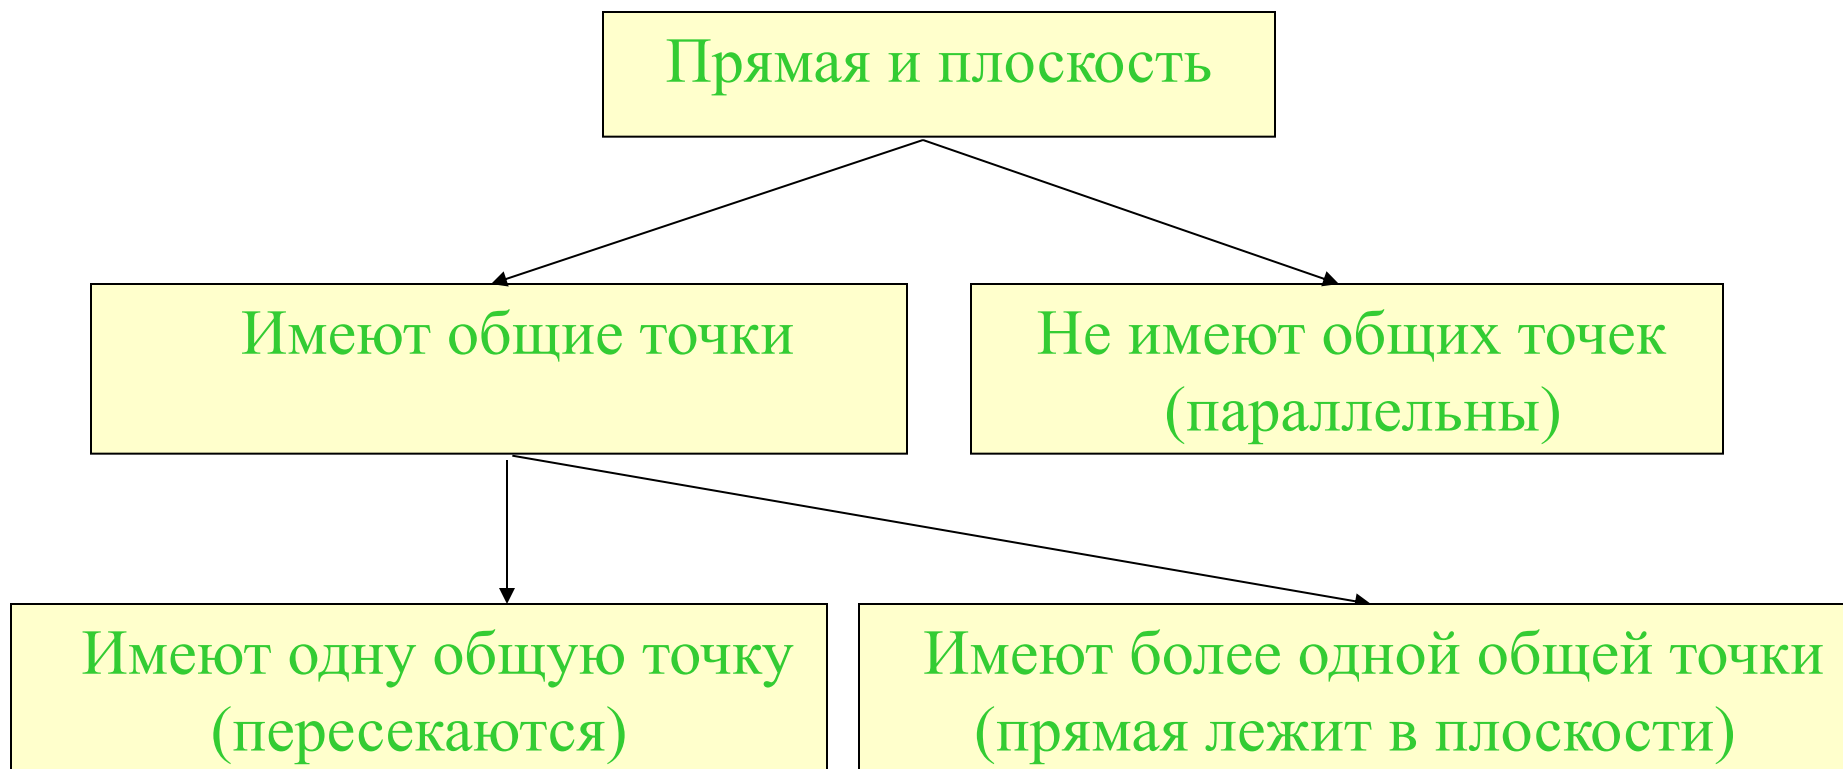 Прямая и плоскость
Имеют общие точки
Не имеют общих точек
(параллельны)
Имеют одну общую точку
(пересекаются)
Имеют более одной общей точки
(прямая лежит в плоскости)